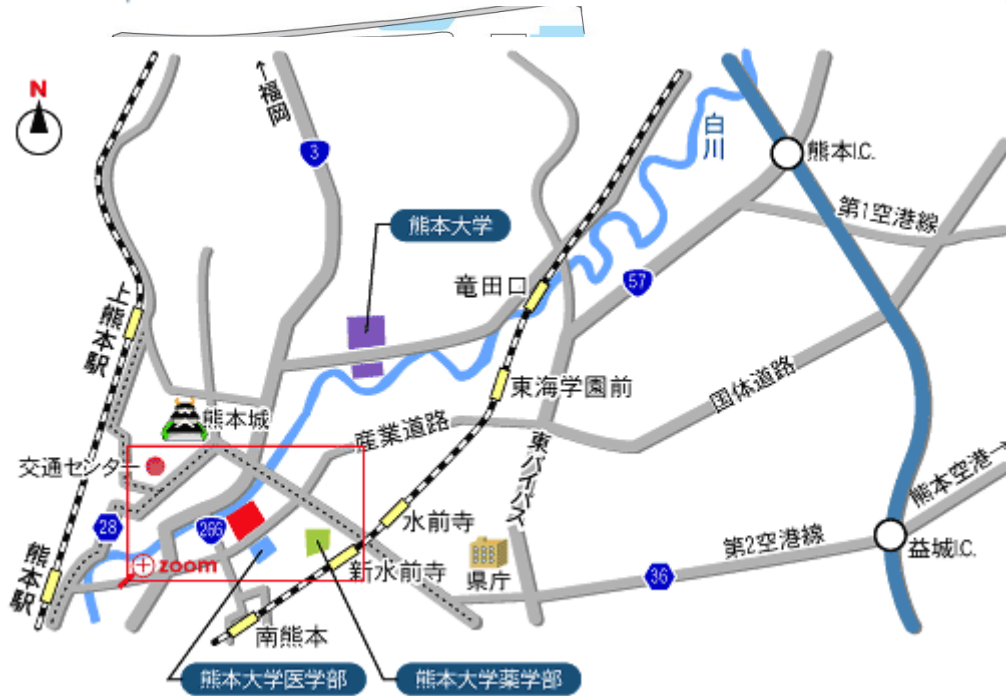 N
←福岡
3
白川
熊本I.C.
熊本大学
第1空港線
竜田口
57
上熊本駅
東海学園前
国体道路
熊本城
産業道路
交通センター
東バイパス
熊本空港→
水前寺
28
266
第2空港線
益城I.C.
zoom
新水前寺
県庁
36
熊本駅
南熊本
熊本大学医学部
熊本大学薬学部